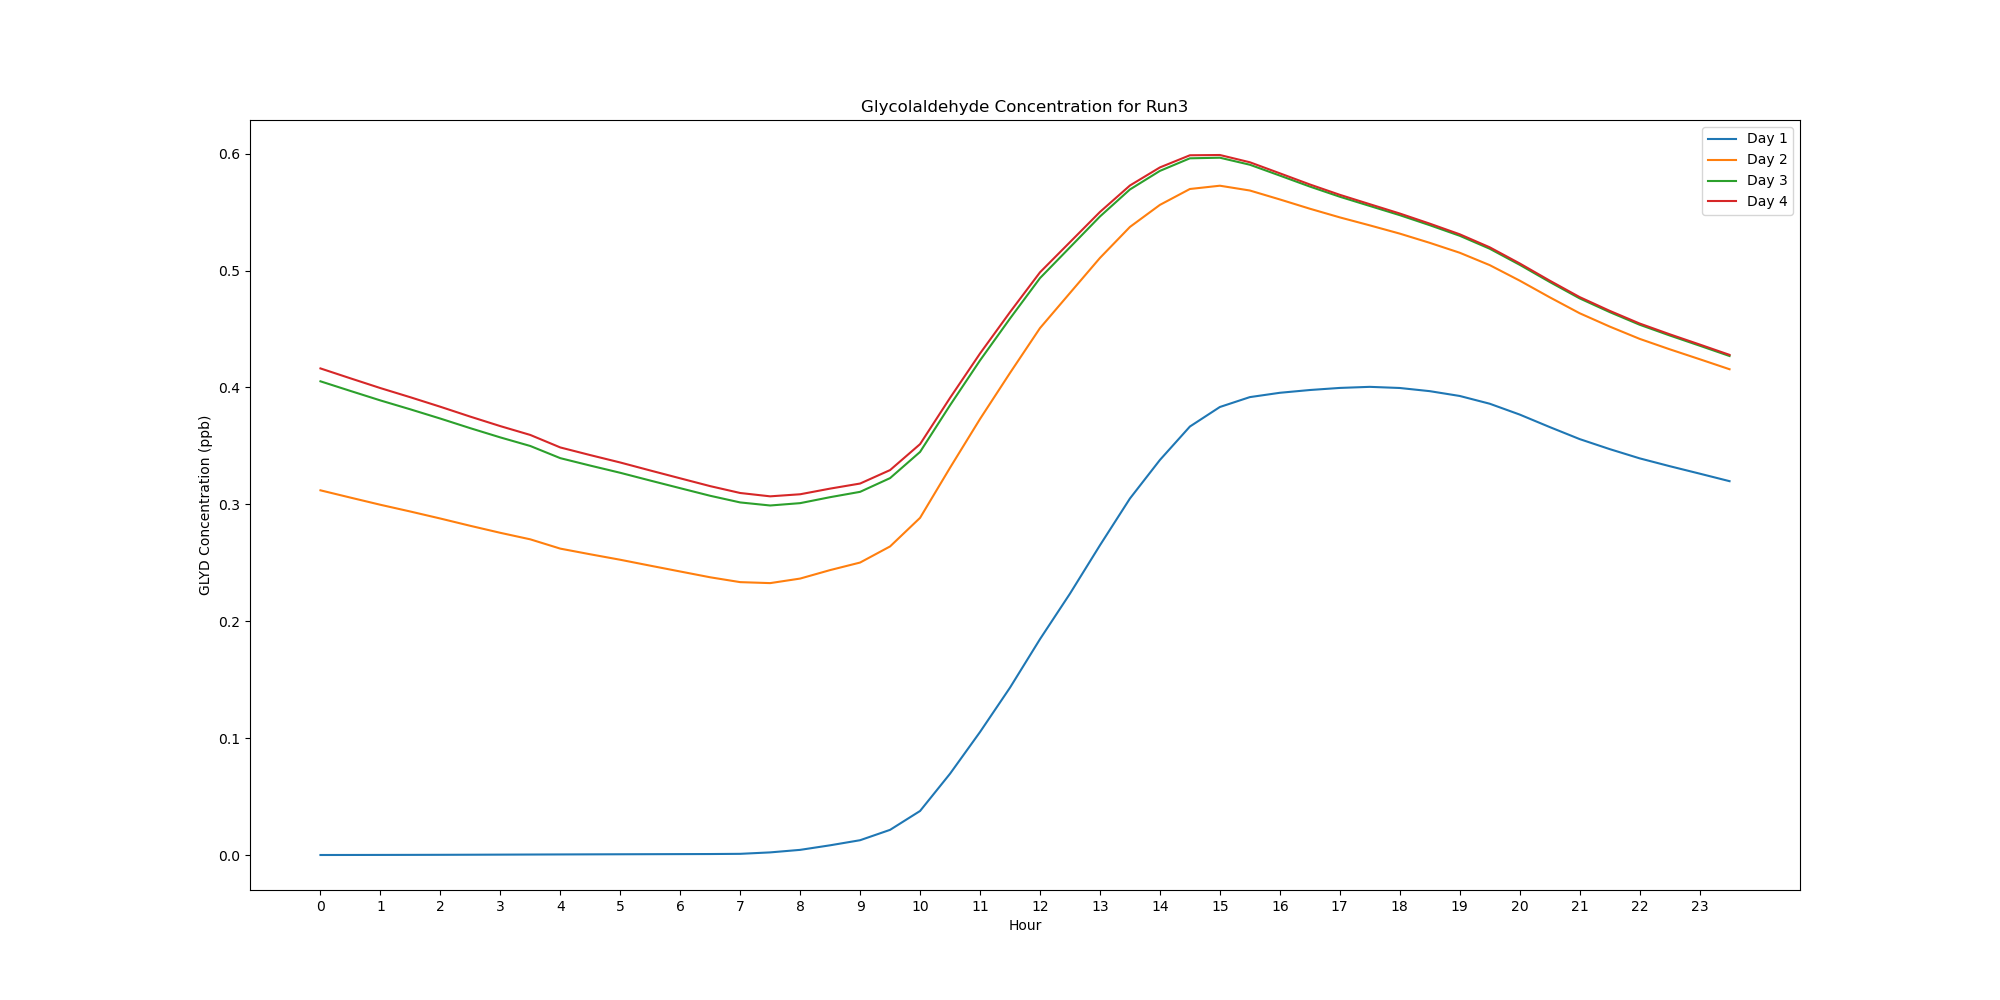 Glycolaldehyde Concentration for Run3
Day 1
Day 2
Day 3
Day 4
GLYD Concentration (ppb)
0.6
0.5
0.4
0.3
0.2
0.1
0.0
0 1 2 3 4 5 6 7 8 9 10 11 12 13 14 15 16 17 18 19 20 21 22 23
Hour